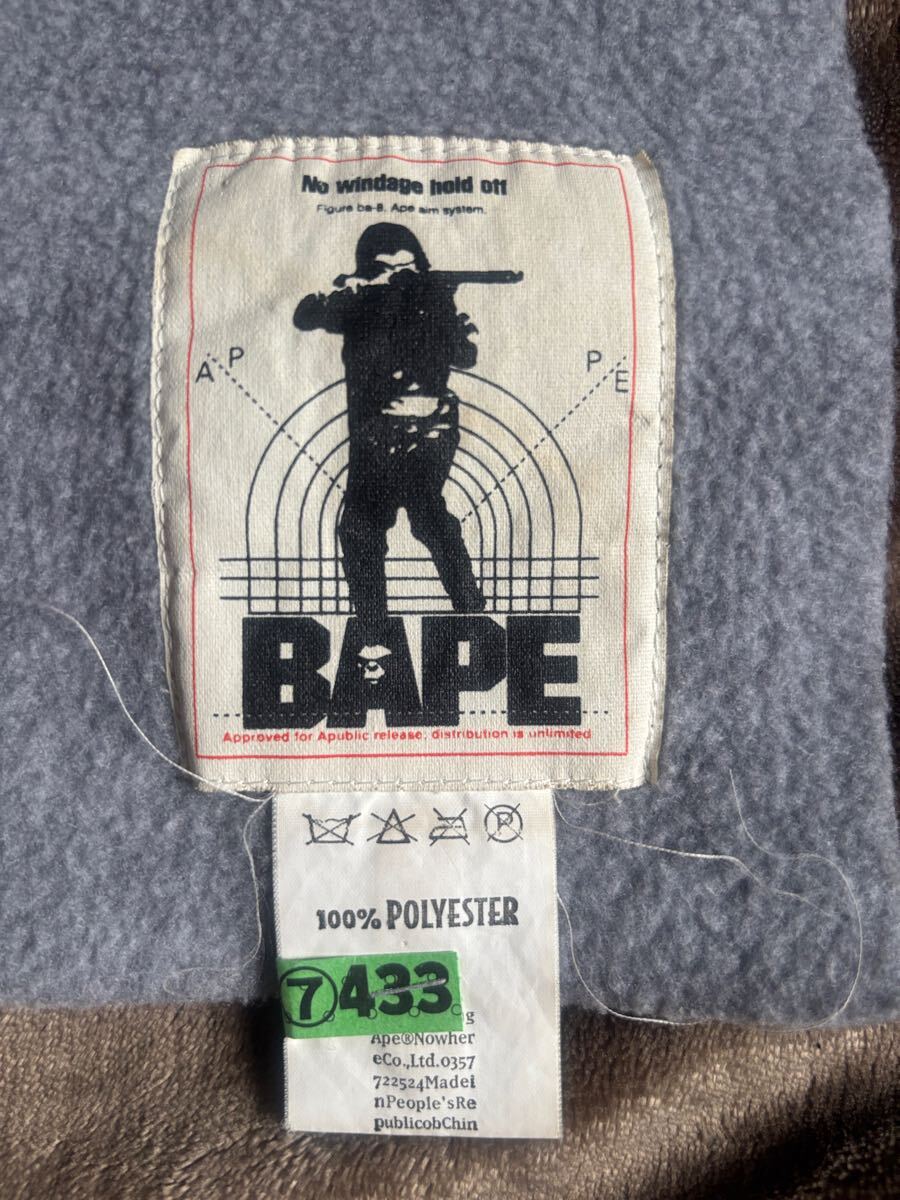 No windage hold off
Figure ba-8. Ape aim system.
A P
P E
BAPE
Approved for Apublic release; distribution is unlimited
P
100% POLYESTER
⑦433
g
Ape®Nowher
eCo.,Ltd.0357
722524Madei
nPeople'sRe
publicobChin